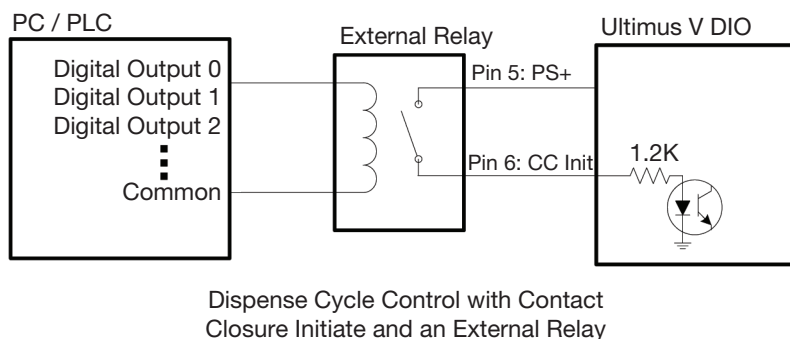 PC / PLC
Digital Output 0
Digital Output 1
Digital Output 2
Common
External Relay
Pin 5: PS+
Pin 6: CC Init
Ultimus V DIO
1.2K
Dispense Cycle Control with Contact
Closure Initiate and an External Relay